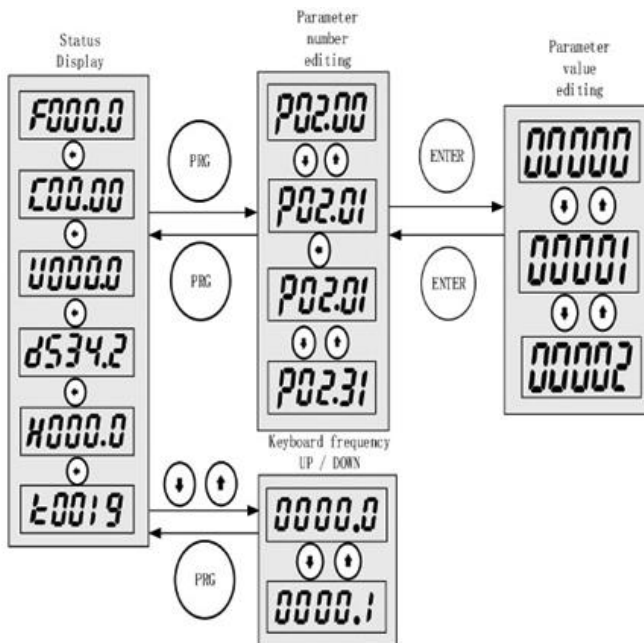 Status
Display
F000.0
C00.00
U000.0
d534.2
H000.0
t0019
PRG
PRG
Parameter
number
editing
P02.00
P02.01
P02.01
P02.31
ENTER
ENTER
Parameter
value
editing
00000
00001
00002
Keyboard frequency
UP / DOWN
PRG
0000.0
0000.1